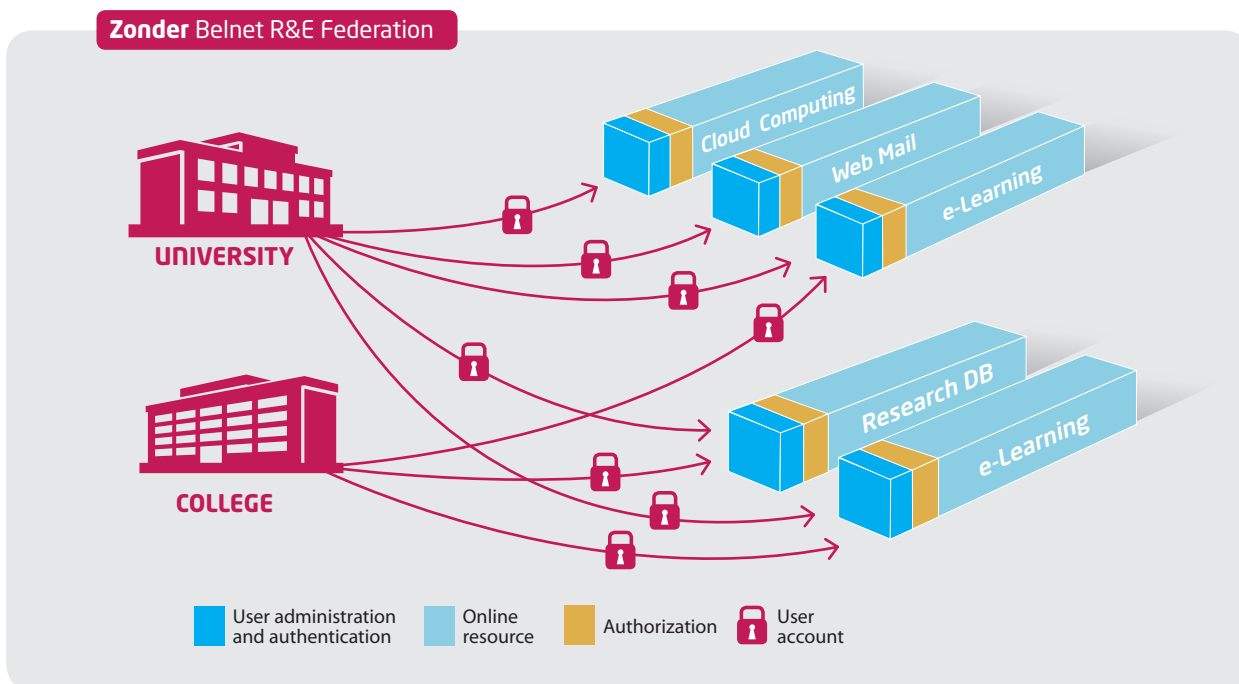 Zonder Belnet R&E Federation
Cloud Computing
Web Mail
e-Learning
UNIVERSITY
Research DB
e-Learning
COLLEGE
User administration
and authentication
Online
resource
Authorization
User
account